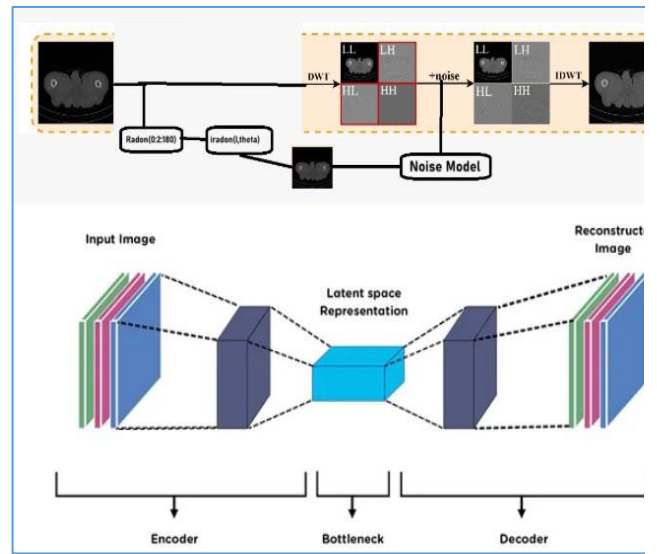 LL
LH
HL
HH
DWT
+noise
LL
LH
HL
HH
IDWT
Radon(0:2:180)
iradon(I,theta)
Noise Model
Input Image
Reconstructe
Image
Latent space
Representation
Encoder
Bottleneck
Decoder